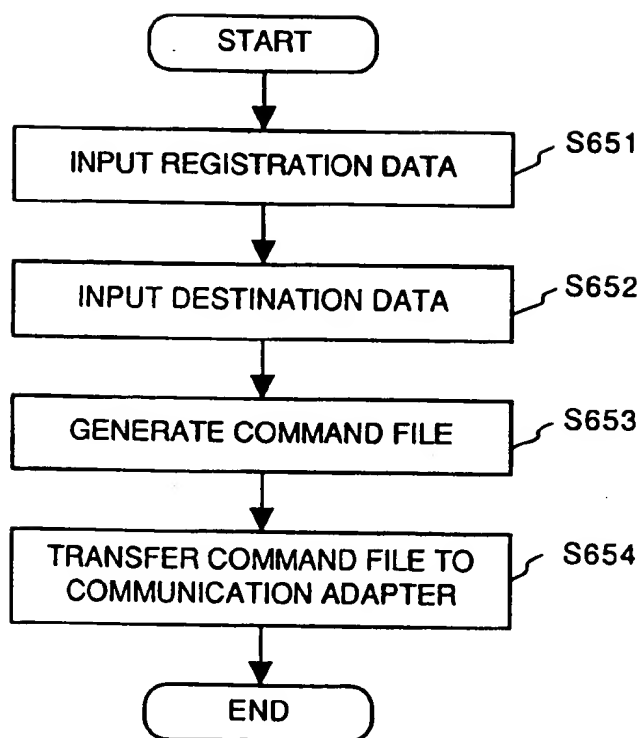 START
INPUT REGISTRATION DATA
S651
INPUT DESTINATION DATA
S652
GENERATE COMMAND FILE
S653
TRANSFER COMMAND FILE TO
COMMUNICATION ADAPTER
S654
END